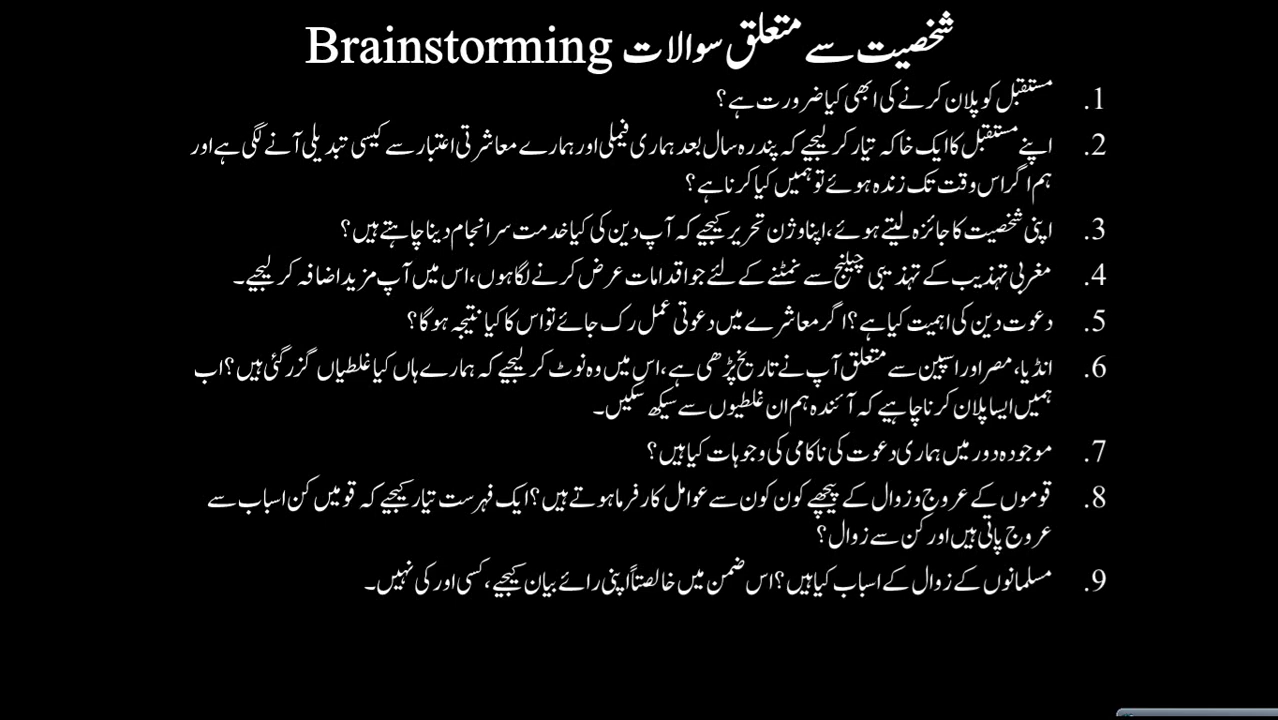 شخصیت سے متعلق سوالات Brainstorming
1. مستقبل کو پلان کرنے کی ابھی کیا ضرورت ہے؟
2. اپنے مستقبل کا ایک خاکہ تیار کر لیجیے کہ پندرہ سال بعد ہماری فیملی اور ہمارے معاشرتی اعتبار سے کیسی تبدیلی آنے لگی ہے اور
ہم اگر اس وقت تک زندہ ہوئے تو ہمیں کیا کرنا ہے؟
3. اپنی شخصیت کا جائزہ لیتے ہوئے، اپنا وژن تحریر کیجیے کہ آپ دین کی کیا خدمت سرانجام دینا چاہتے ہیں؟
4. مغربی تہذیب کے تہذیبی چیلنج سے نمٹنے کے لئے جو اقدامات عرض کرنے لگا ہوں، اس میں آپ مزید اضافہ کر لیجیے۔
5. دعوت دین کی اہمیت کیا ہے؟ اگر معاشرے میں دعوتی عمل رک جائے تو اس کا کیا نتیجہ ہو گا؟
6. انڈیا، مصر اور اسپین سے متعلق آپ نے تاریخ پڑھی ہے، اس میں وہ نوٹ کر لیجیے کہ ہمارے ہاں کیا غلطیاں گزر گئی ہیں؟ اب
ہمیں ایسا پلان کرنا چاہیے کہ آئندہ ہم ان غلطیوں سے سیکھ سکیں۔
7. موجودہ دور میں ہماری دعوت کی ناکامی کی وجوہات کیا ہیں؟
8. قوموں کے عروج و زوال کے پیچھے کون کون سے عوامل کارفرما ہوتے ہیں؟ ایک فہرست تیار کیجیے کہ قومیں کن اسباب سے
عروج پاتی ہیں اور کن سے زوال؟
9. مسلمانوں کے زوال کے اسباب کیا ہیں؟ اس ضمن میں خالصتاً اپنی رائے بیان کیجیے، کسی اور کی نہیں۔